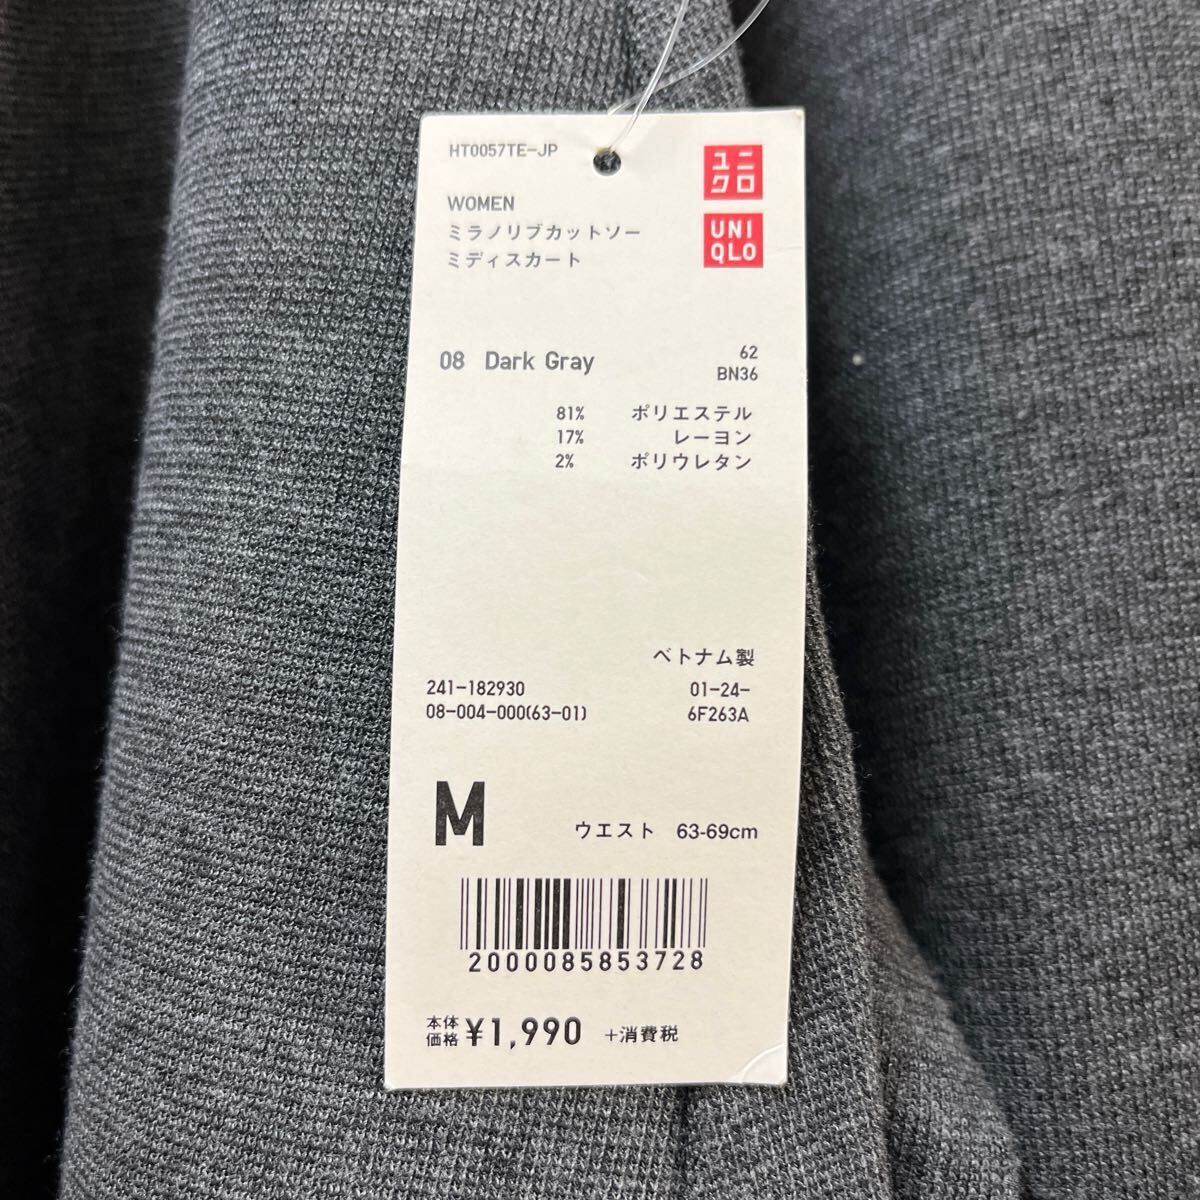 HT0057TE-JP
ユニ
クロ
UNI
QLO
WOMEN
ミラノリブカットソー
ミディスカート
08 Dark Gray
62
BN36
81% ポリエステル
17% レーヨン
2% ポリウレタン
ベトナム製
241-182930 01-24-
08-004-000(63-01) 6F263A
M ウエスト 63-69cm
2000085853728
本体
価格 ¥1,990 +消費税